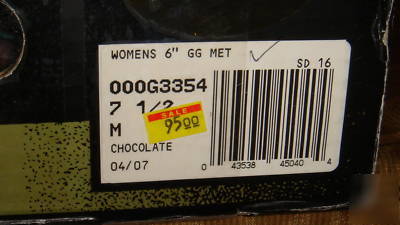 WOMENS 6" GG MET
SD 16
000G3354
7 1/2
SALE
95.00
M
CHOCOLATE
04/07
0 43538 45040 4